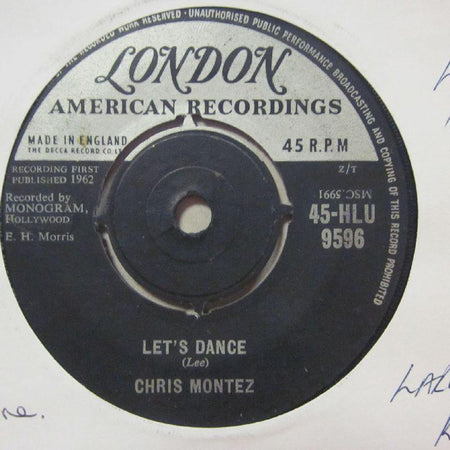 OF THE RECORDED WORK RESERVED · UNAUTHORISED PUBLIC PERFORMANCE BROADCASTING AND COPYING OF THIS RECORD PROHIBITED
LONDON
AMERICAN RECORDINGS
MADE IN ENGLAND
THE DECCA RECORD CO. L
45 R.P.M
RECORDING FIRST
PUBLISHED 1962
Z/T
MSC.5991
Recorded by
MONOGRAM,
HOLLYWOOD
45-HLU
9596
E. H. Morris
LET'S DANCE
(Lee)
CHRIS MONTEZ